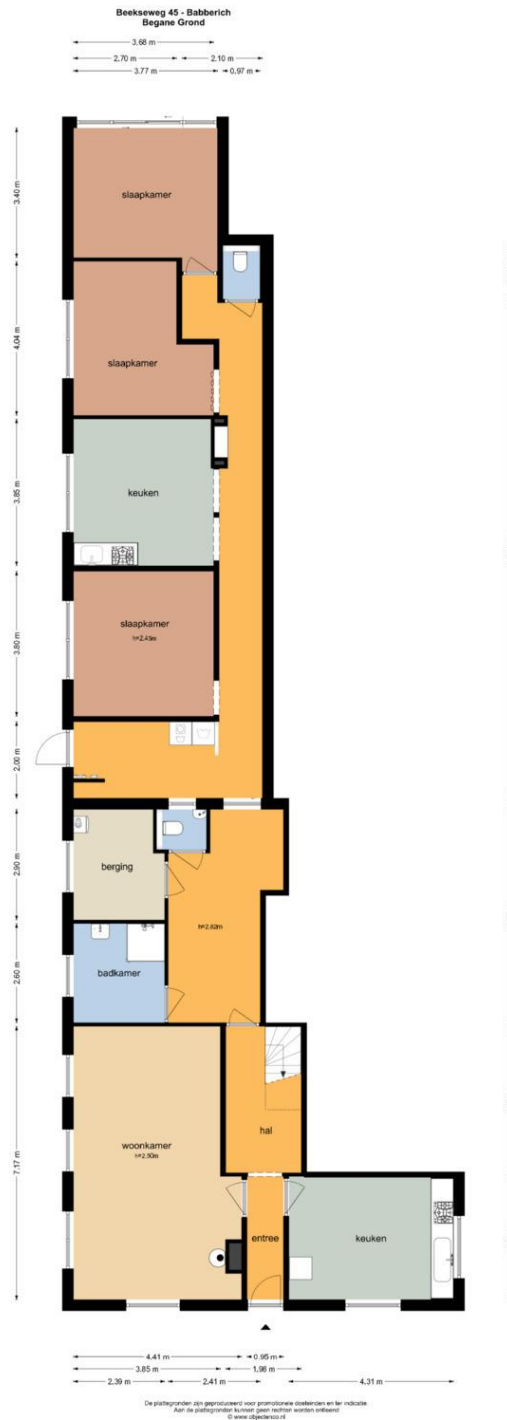 Beekseweg 45 - Babberich
Begane Grond
3.68 m
2.70 m
2.10 m
3.77 m
0.97 m
3.40 m
slaapkamer
4.04 m
slaapkamer
3.85 m
keuken
3.80 m
slaapkamer
h=2.45m
2.00 m
2.90 m
berging
h=2.62m
2.60 m
badkamer
7.17 m
woonkamer
h=2.80m
hal
entree
keuken
4.41 m
0.95 m
3.85 m
1.98 m
2.39 m
2.41 m
4.31 m
De plattegronden zijn geproduceerd voor promotionele doeleinden en ter indicatie.
Aan de plattegronden kunnen geen rechten worden ontleend
© www.objectenco.nl